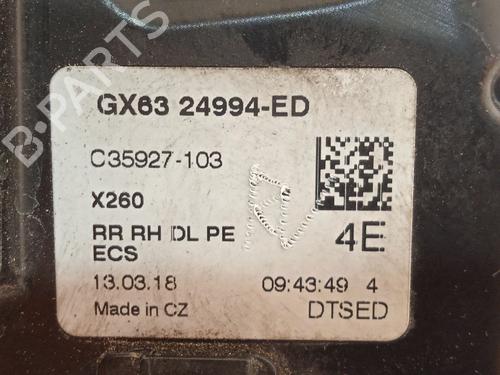 B-PARTS
GX63 24994-ED
C35927-103
X260
RR RH DL PE
ECS
4E
13.03.18 09:43:49 4
Made in CZ DTSED